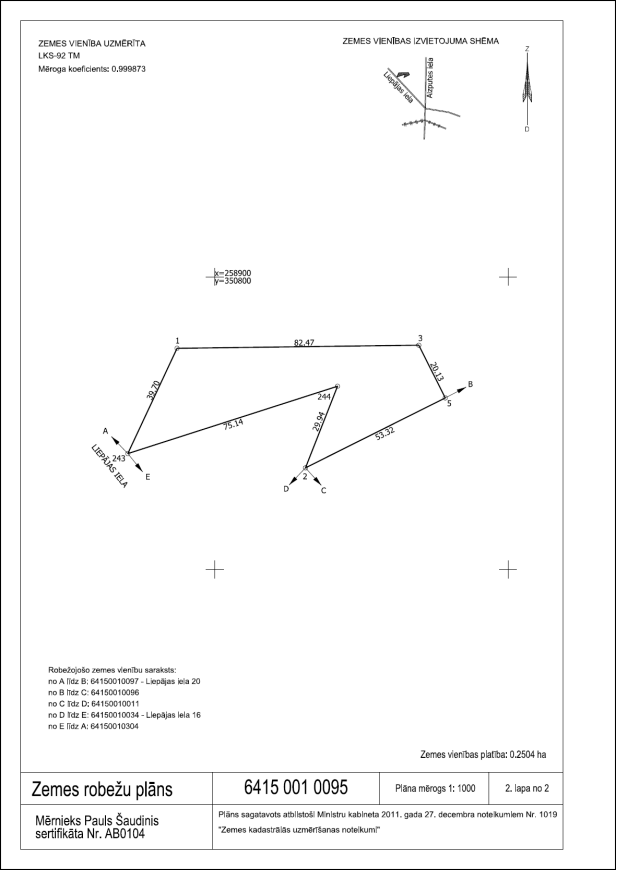 ZEMES VIENĪBA UZMĒRĪTA
LKS-92 TM
Mēroga koeficients: 0.999873
ZEMES VIENĪBAS IZVIETOJUMA SHĒMA
Z
Liepājas iela
Aizputes iela
D
x=258900
y=350800
1
82.47
3
39.70
20.13
244
B
5
75.14
29.94
53.32
A
243
LIEPĀJAS IELA
E
2
D
C
Robežojošo zemes vienību saraksts:
no A līdz B: 64150010097 - Liepājas iela 20
no B līdz C: 64150010096
no C līdz D: 64150010011
no D līdz E: 64150010034 - Liepājas iela 16
no E līdz A: 64150010304
Zemes vienības platība: 0.2504 ha
Zemes robežu plāns
6415 001 0095
Plāna mērogs 1: 1000
2. lapa no 2
Mērnieks Pauls Šaudinis
sertifikāta Nr. AB0104
Plāns sagatavots atbilstoši Ministru kabineta 2011. gada 27. decembra noteikumiem Nr. 1019
"Zemes kadastrālās uzmērīšanas noteikumi"